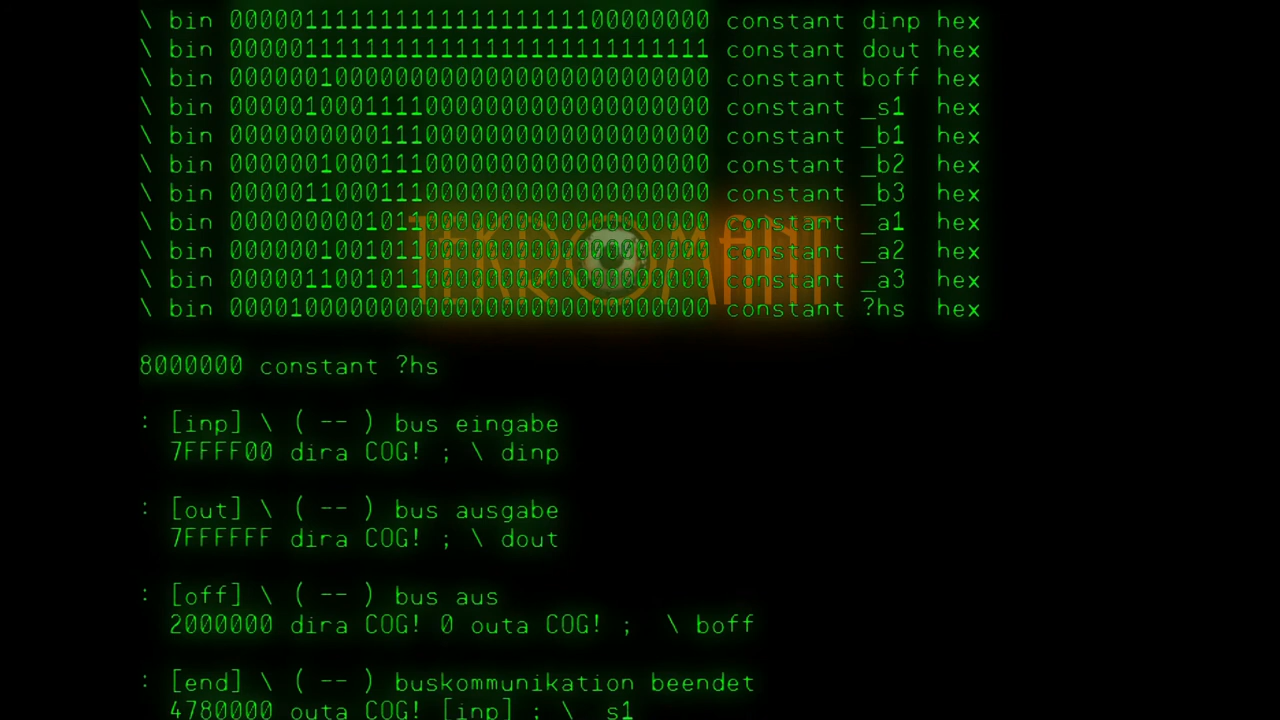 \ bin 00000111111111111111111100000000 constant dinp hex
\ bin 00000111111111111111111111111111 constant dout hex
\ bin 00000010000000000000000000000000 constant boff hex
\ bin 00000100011110000000000000000000 constant _s1 hex
\ bin 00000000001110000000000000000000 constant _b1 hex
\ bin 00000010001110000000000000000000 constant _b2 hex
\ bin 00000110001110000000000000000000 constant _b3 hex
\ bin 00000000010110000000000000000000 constant _a1 hex
\ bin 00000010010110000000000000000000 constant _a2 hex
\ bin 00000110010110000000000000000000 constant _a3 hex
\ bin 00001000000000000000000000000000 constant ?hs hex
8000000 constant ?hs
: [inp] \ ( -- ) bus eingabe
7FFFF00 dira COG! ; \ dinp
: [out] \ ( -- ) bus ausgabe
7FFFFFF dira COG! ; \ dout
: [off] \ ( -- ) bus aus
2000000 dira COG! 0 outa COG! ; \ boff
: [end] \ ( -- ) buskommunikation beendet
4780000 outa COG! [inp] ; \ _s1